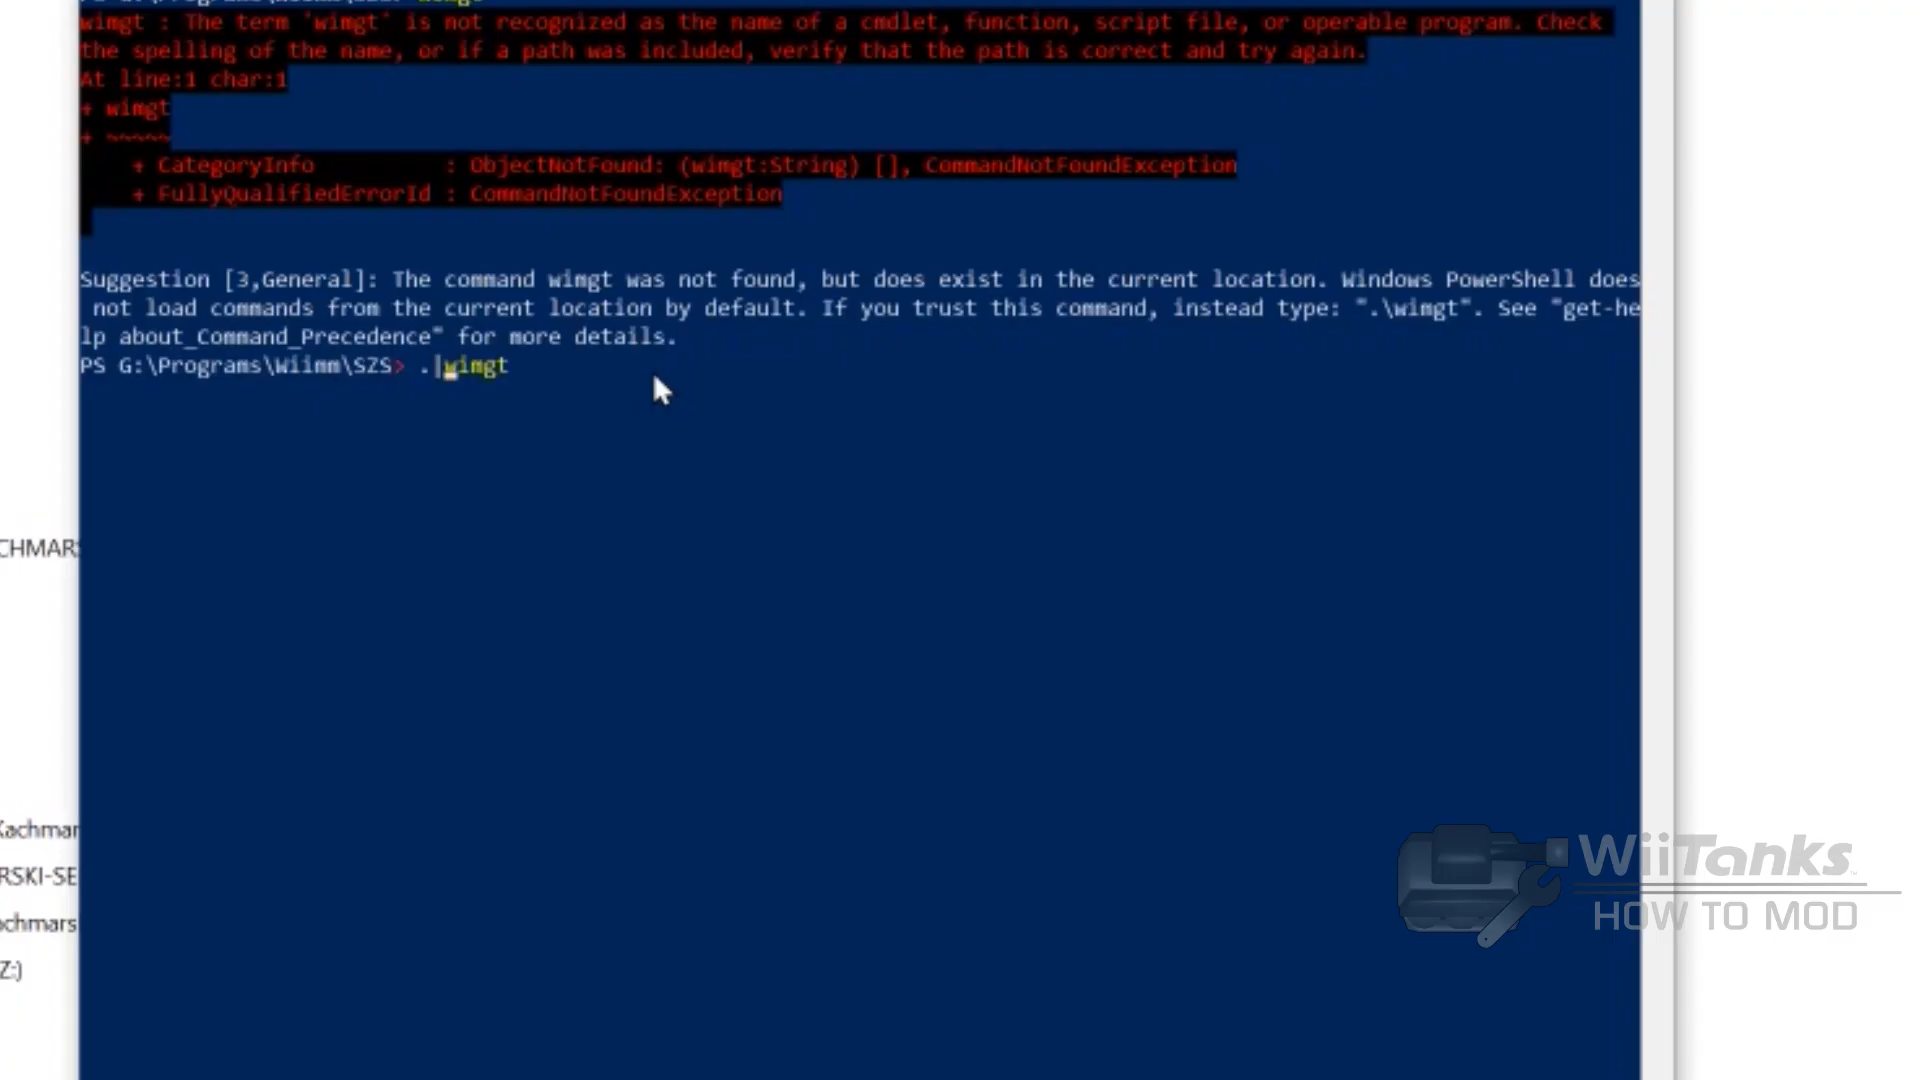 wimgt : The term 'wimgt' is not recognized as the name of a cmdlet, function, script file, or operable program. Check
the spelling of the name, or if a path was included, verify that the path is correct and try again.
At line:1 char:1
+ wimgt
+ ~~~~~
+ CategoryInfo : ObjectNotFound: (wimgt:String) [], CommandNotFoundException
+ FullyQualifiedErrorId : CommandNotFoundException
Suggestion [3,General]: The command wimgt was not found, but does exist in the current location. Windows PowerShell does
not load commands from the current location by default. If you trust this command, instead type: ".\wimgt". See "get-he
lp about_Command_Precedence" for more details.
PS G:\Programs\Wiimm\SZS> .|wimgt
CHMARS
Kachmar
RSKI-SE
achmars
Z:)
WiiTanks
HOW TO MOD